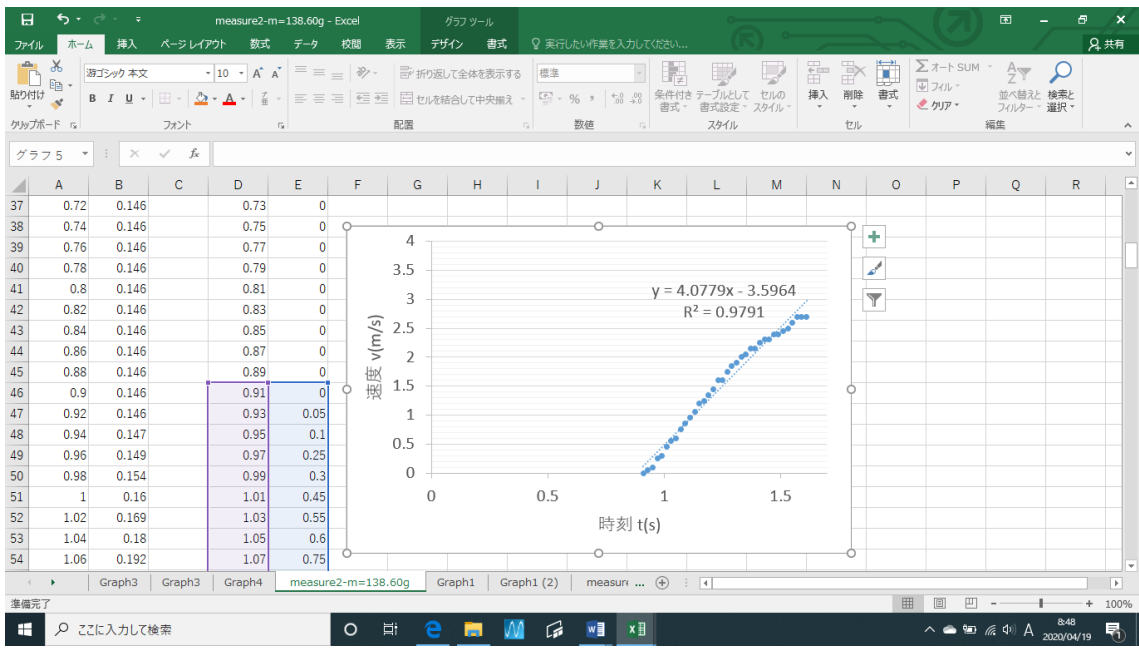 measure2-m=138.60g - Excel
グラフ ツール
ファイル ホーム 挿入 ページ レイアウト 数式 データ 校閲 表示 デザイン 書式 実行したい作業を入力してください... 共有
貼り付け
游ゴシック 本文 10 A A
B I U A
折り返して全体を表示する
セルを結合して中央揃え
標準
% ,
条件付き書式
テーブルとして書式設定
セルのスタイル
挿入 削除 書式
Σ オート SUM
フィル
クリア
並べ替えとフィルター
検索と選択
クリップボード フォント 配置 数値 スタイル セル 編集
グラフ 5 fx
A B C D E F G H I J K L M N O P Q R
37 0.72 0.146 0.73 0
38 0.74 0.146 0.75 0
39 0.76 0.146 0.77 0
40 0.78 0.146 0.79 0
41 0.8 0.146 0.81 0
42 0.82 0.146 0.83 0
43 0.84 0.146 0.85 0
44 0.86 0.146 0.87 0
45 0.88 0.146 0.89 0
46 0.9 0.146 0.91 0
47 0.92 0.146 0.93 0.05
48 0.94 0.147 0.95 0.1
49 0.96 0.149 0.97 0.25
50 0.98 0.154 0.99 0.3
51 1 0.16 1.01 0.45
52 1.02 0.169 1.03 0.55
53 1.04 0.18 1.05 0.6
54 1.06 0.192 1.07 0.75
4
3.5
3
2.5
2
1.5
1
0.5
0
速度 v(m/s)
y = 4.0779x - 3.5964
R² = 0.9791
0 0.5 1 1.5
時刻 t(s)
Graph3 Graph3 Graph4 measure2-m=138.60g Graph1 Graph1 (2) measure ...
準備完了 100%
ここに入力して検索
A 8:48
2020/04/19